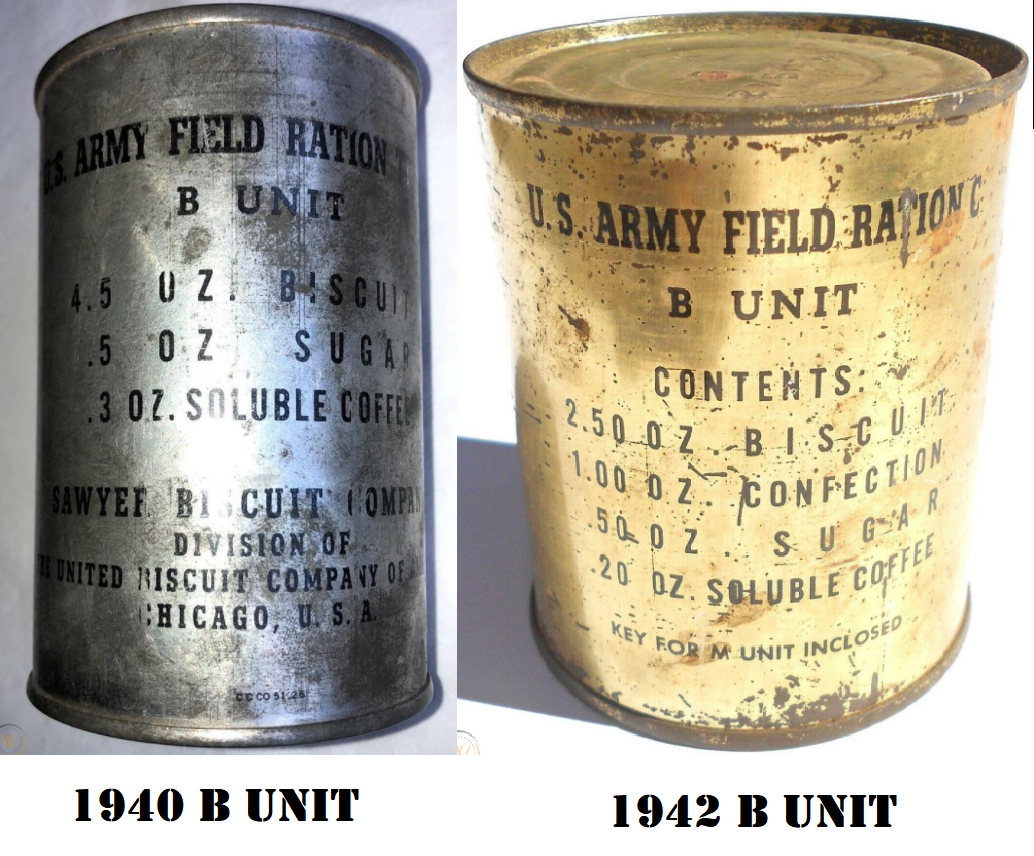 U.S. ARMY FIELD RATION
B UNIT
4.5 OZ. BISCUIT
.5 OZ SUGAR
.3 OZ. SOLUBLE COFFEE
SAWYER BISCUIT COMPAN
DIVISION OF
HE UNITED BISCUIT COMPANY OF
CHICAGO, U. S. A.
1940 B UNIT
U.S. ARMY FIELD RATION C
B UNIT
CONTENTS:
2.50 OZ. BISCUIT
1.00 OZ. CONFECTION
.50 OZ. SUGAR
.20 OZ. SOLUBLE COFFEE
KEY FOR M UNIT INCLOSED
1942 B UNIT